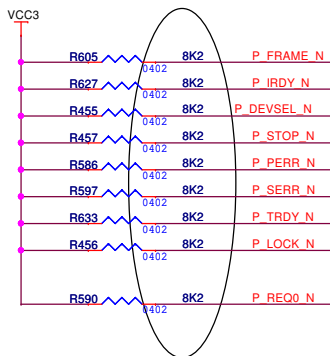 VCC3
R605 8K2 P_FRAME_N
0402
R627 8K2 P_IRDY_N
0402
R455 8K2 P_DEVSEL_N
0402
R457 8K2 P_STOP_N
0402
R586 8K2 P_PERR_N
0402
R597 8K2 P_SERR_N
0402
R633 8K2 P_TRDY_N
0402
R456 8K2 P_LOCK_N
0402
R590 8K2 P_REQ0_N
0402